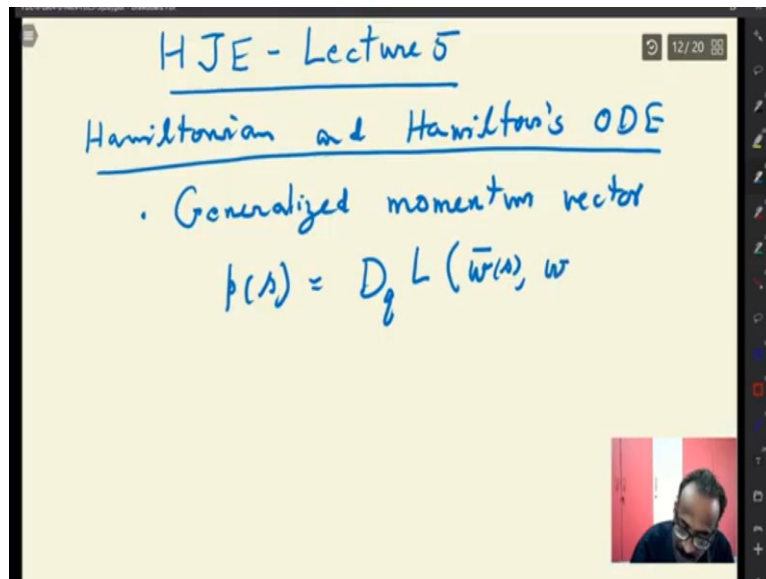 HJE - Lecture 5
12/20
Hamiltonian and Hamilton's ODE
• Generalized momentum vector
p(s) = D_q L (w̄(s), w